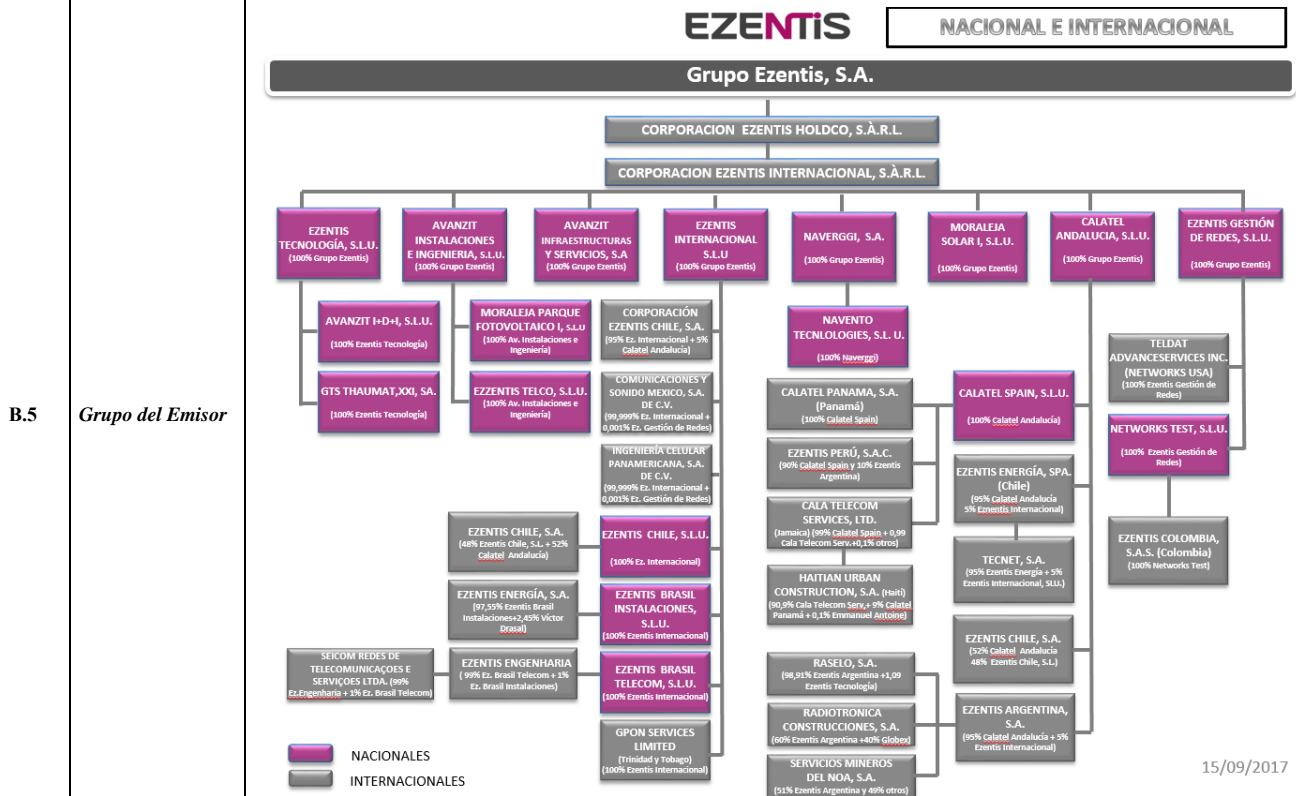 EZENTiS
NACIONAL E INTERNACIONAL
Grupo Ezentis, S.A.
CORPORACION EZENTIS HOLDCO, S.À.R.L.
CORPORACION EZENTIS INTERNACIONAL, S.À.R.L.
EZENTIS
TECNOLOGÍA, S.L.U.
(100% Grupo Ezentis)
AVANZIT
INSTALACIONES
E INGENIERIA, S.L.U.
(100% Grupo Ezentis)
AVANZIT
INFRAESTRUCTURAS
Y SERVICIOS, S.A
(100% Grupo Ezentis)
EZENTIS
INTERNACIONAL
S.L.U
(100% Grupo Ezentis)
NAVERGGI, S.A.
(100% Grupo Ezentis)
MORALEJA
SOLAR I, S.L.U.
(100% Grupo Ezentis)
CALATEL
ANDALUCIA, S.L.U.
(100% Grupo Ezentis)
EZENTIS GESTIÓN
DE REDES, S.L.U.
(100% Grupo Ezentis)
AVANZIT I+D+I, S.L.U.
(100% Ezentis Tecnología)
GTS THAUMAT,XXI, SA.
(100% Ezentis Tecnología)
MORALEJA PARQUE
FOTOVOLTAICO I, S.L.U
(100% Av. Instalaciones e
Ingeniería)
EZZENTIS TELCO, S.L.U.
(100% Av. Instalaciones e
Ingeniería)
CORPORACIÓN
EZENTIS CHILE, S.A.
(95% Ez. Internacional + 5%
Calatel Andalucía)
COMUNICACIONES Y
SONIDO MEXICO, S.A.
DE C.V.
(99,999% Ez. Internacional +
0,001% Ez. Gestión de Redes)
INGENIERÍA CELULAR
PANAMERICANA, S.A.
DE C.V.
(99,999% Ez. Internacional +
0,001% Ez. Gestión de Redes)
EZENTIS CHILE, S.A.
(48% Ezentis Chile, S.L. + 52%
Calatel Andalucía)
EZENTIS CHILE, S.L.U.
(100% Ez. Internacional)
EZENTIS ENERGÍA, S.A.
(97,55% Ezentis Brasil
Instalaciones+2,45% Víctor
Drasal)
EZENTIS BRASIL
INSTALACIONES,
S.L.U.
(100% Ezentis Internacional)
SEICOM REDES DE
TELECOMUNICAÇOES E
SERVIÇOES LTDA. (99%
Ez.Engenharia + 1% Ez. Brasil Telecom)
EZENTIS ENGENHARIA
( 99% Ez. Brasil Telecom + 1%
Ez. Brasil Instalaciones)
EZENTIS BRASIL
TELECOM, S.L.U.
(100% Ezentis Internacional)
GPON SERVICES
LIMITED
(Trinidad y Tobago)
(100% Ezentis Internacional)
NAVENTO
TECNLOLOGIES, S.L. U.
(100% Naverggi)
CALATEL PANAMA, S.A.
(Panamá)
(100% Calatel Spain)
EZENTIS PERÚ, S.A.C.
(90% Calatel Spain y 10% Ezentis
Argentina)
CALA TELECOM
SERVICES, LTD.
(Jamaica) (99% Calatel Spain + 0,99
Cala Telecom Serv.+0,1% otros)
HAITIAN URBAN
CONSTRUCTION, S.A. (Haití)
(90,9% Cala Telecom Serv,+ 9% Calatel
Panamá + 0,1% Emmanuel Antoine)
RASELO, S.A.
(98,91% Ezentis Argentina +1,09
Ezentis Tecnología)
RADIOTRONICA
CONSTRUCCIONES, S.A.
(60% Ezentis Argentina +40% Globex)
SERVICIOS MINEROS
DEL NOA, S.A.
(51% Ezentis Argentina y 49% otros)
CALATEL SPAIN, S.L.U.
(100% Calatel Andalucía)
EZENTIS ENERGÍA, SPA.
(Chile)
(95% Calatel Andalucía
5% Eznentis Internacional)
TECNET, S.A.
(95% Ezentis Energía + 5%
Ezentis Internacional, SLU.)
EZENTIS CHILE, S.A.
(52% Calatel Andalucía
48% Ezentis Chile, S.L.)
EZENTIS ARGENTINA,
S.A.
(95% Calatel Andalucía + 5%
Ezentis Internacional)
TELDAT
ADVANCESERVICES INC.
(NETWORKS USA)
(100% Ezentis Gestión de
Redes)
NETWORKS TEST, S.L.U.
(100% Ezentis Gestión de
Redes)
EZENTIS COLOMBIA,
S.A.S. (Colombia)
(100% Networks Test)
B.5
Grupo del Emisor
NACIONALES
INTERNACIONALES
15/09/2017